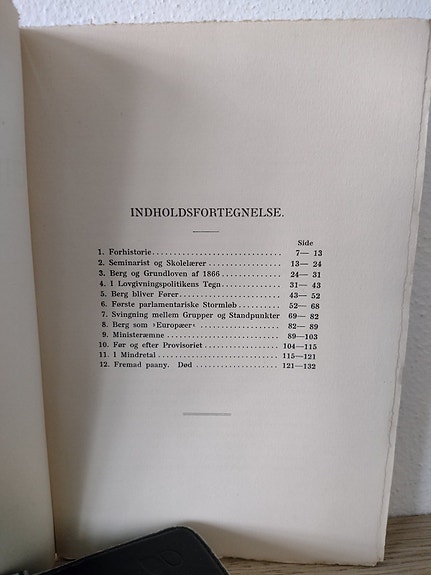 INDHOLDSFORTEGNELSE.
Side
1. Forhistorie.............................. 7— 13
2. Seminarist og Skolelærer................. 13— 24
3. Berg og Grundloven af 1866.............. 24— 31
4. I Lovgivningspolitikens Tegn............. 31— 43
5. Berg bliver Fører........................ 43— 52
6. Første parlamentariske Stormløb.......... 52— 68
7. Svingning mellem Grupper og Standpunkter 69— 82
8. Berg som ›Europæer‹ ..................... 82— 89
9. Ministeræmne............................. 89—103
10. Før og efter Provisoriet................. 104—115
11. I Mindretal.............................. 115—121
12. Fremad paany. Død ................... 121—132